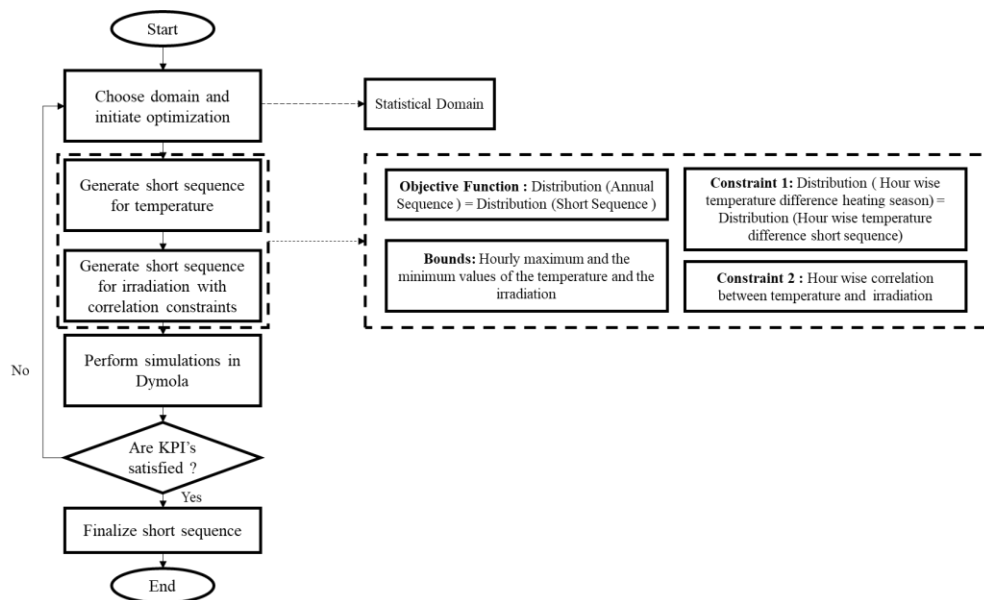 Start
Choose domain and
initiate optimization
Statistical Domain
Generate short sequence
for temperature
Generate short sequence
for irradiation with
correlation constraints
Objective Function : Distribution (Annual
Sequence ) = Distribution (Short Sequence )
Bounds: Hourly maximum and the
minimum values of the temperature and the
irradiation
Constraint 1: Distribution ( Hour wise
temperature difference heating season) =
Distribution (Hour wise temperature
difference short sequence)
Constraint 2 : Hour wise correlation
between temperature and irradiation
Perform simulations in
Dymola
No
Are KPI's
satisfied ?
Yes
Finalize short sequence
End